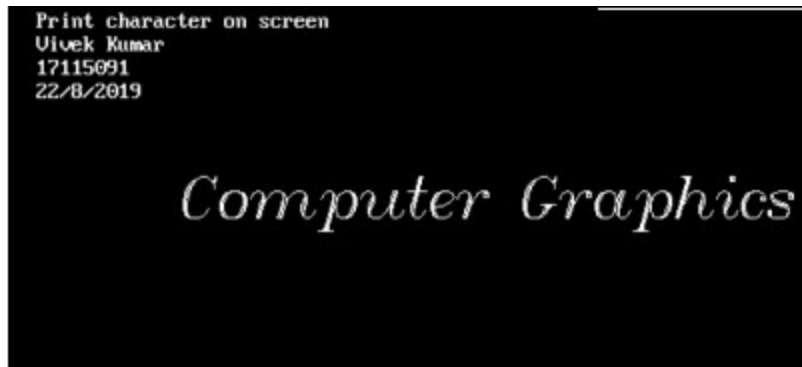 Print character on screen
Vivek Kumar
17115091
22/8/2019
Computer Graphics